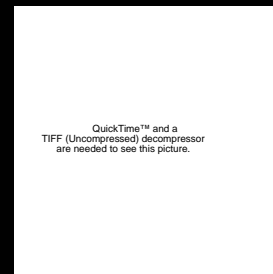 QuickTime™ and a
TIFF (Uncompressed) decompressor
are needed to see this picture.